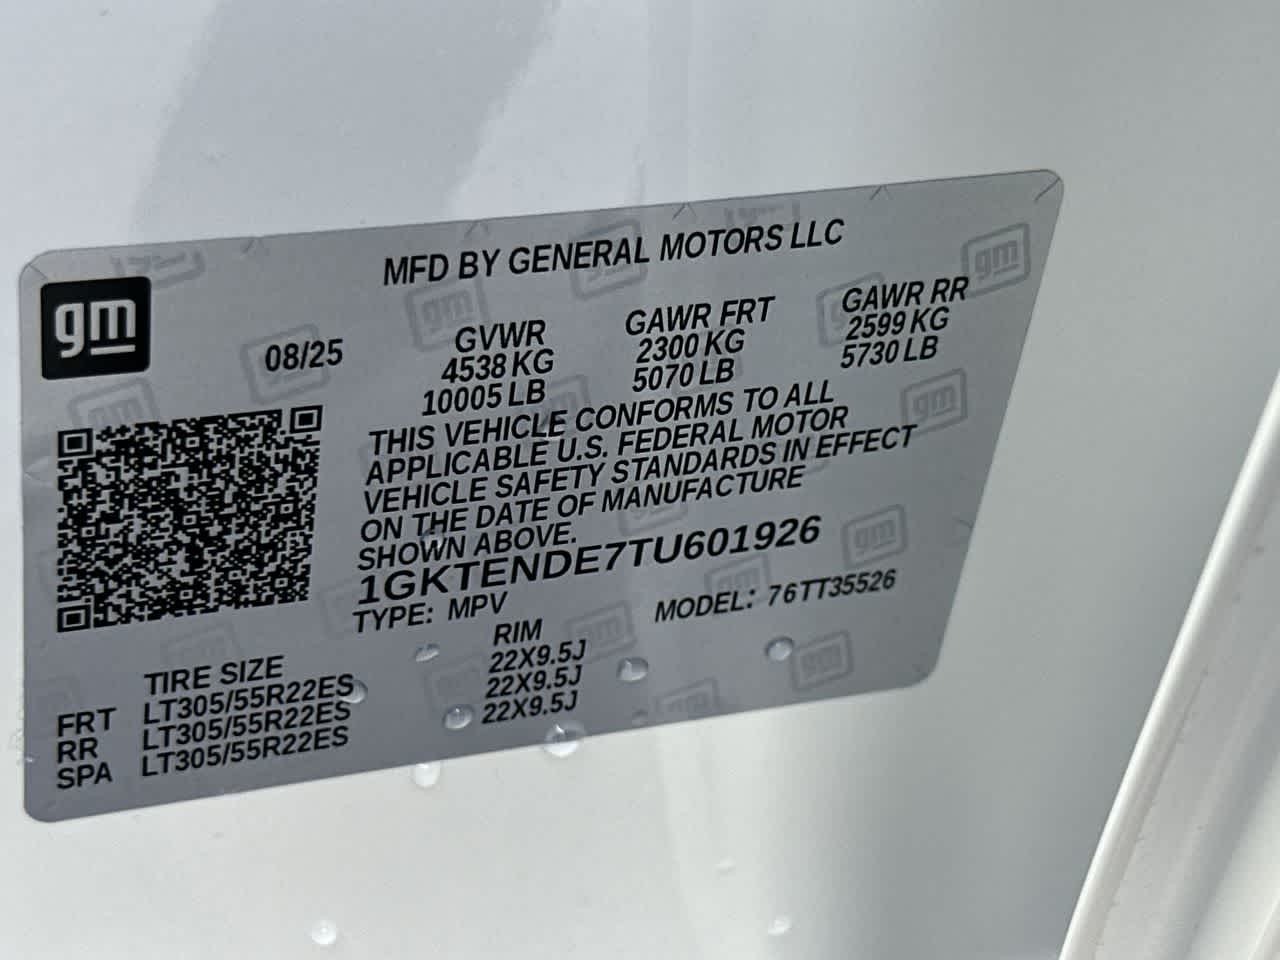 gm
MFD BY GENERAL MOTORS LLC
08/25
GVWR
4538 KG
10005 LB
GAWR FRT
2300 KG
5070 LB
GAWR RR
2599 KG
5730 LB
THIS VEHICLE CONFORMS TO ALL
APPLICABLE U.S. FEDERAL MOTOR
VEHICLE SAFETY STANDARDS IN EFFECT
ON THE DATE OF MANUFACTURE
SHOWN ABOVE.
1GKTENDE7TU601926
TYPE: MPV MODEL: 76TT35526
TIRE SIZE RIM
FRT LT305/55R22ES 22X9.5J
RR LT305/55R22ES 22X9.5J
SPA LT305/55R22ES 22X9.5J